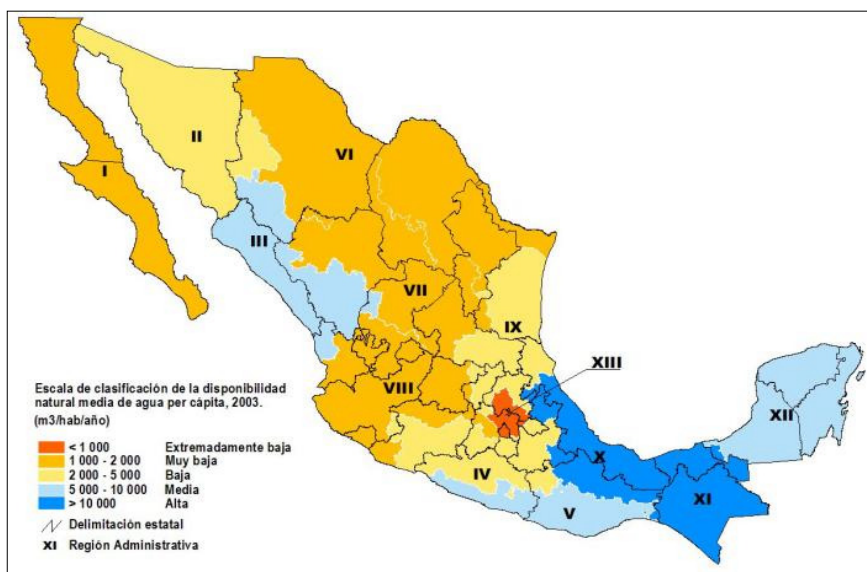 II
VI
I
III
VII
IX
XIII
VIII
XII
IV
X
XI
V
Escala de clasificación de la disponibilidad
natural media de agua per cápita, 2003.
(m3/hab/año)
< 1 000 Extremadamente baja
1 000 - 2 000 Muy baja
2 000 - 5 000 Baja
5 000 - 10 000 Media
> 10 000 Alta
Delimitación estatal
XI Región Administrativa